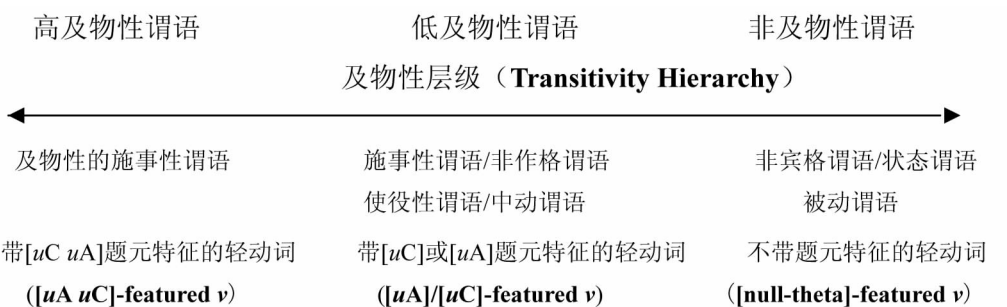 高及物性谓语 低及物性谓语 非及物性谓语
及物性层级（Transitivity Hierarchy）
及物性的施事性谓语 施事性谓语/非作格谓语 非宾格谓语/状态谓语
使役性谓语/中动谓语 被动谓语
带[uC uA]题元特征的轻动词 带[uC]或[uA]题元特征的轻动词 不带题元特征的轻动词
([uA uC]-featured v) ([uA]/[uC]-featured v) ([null-theta]-featured v)